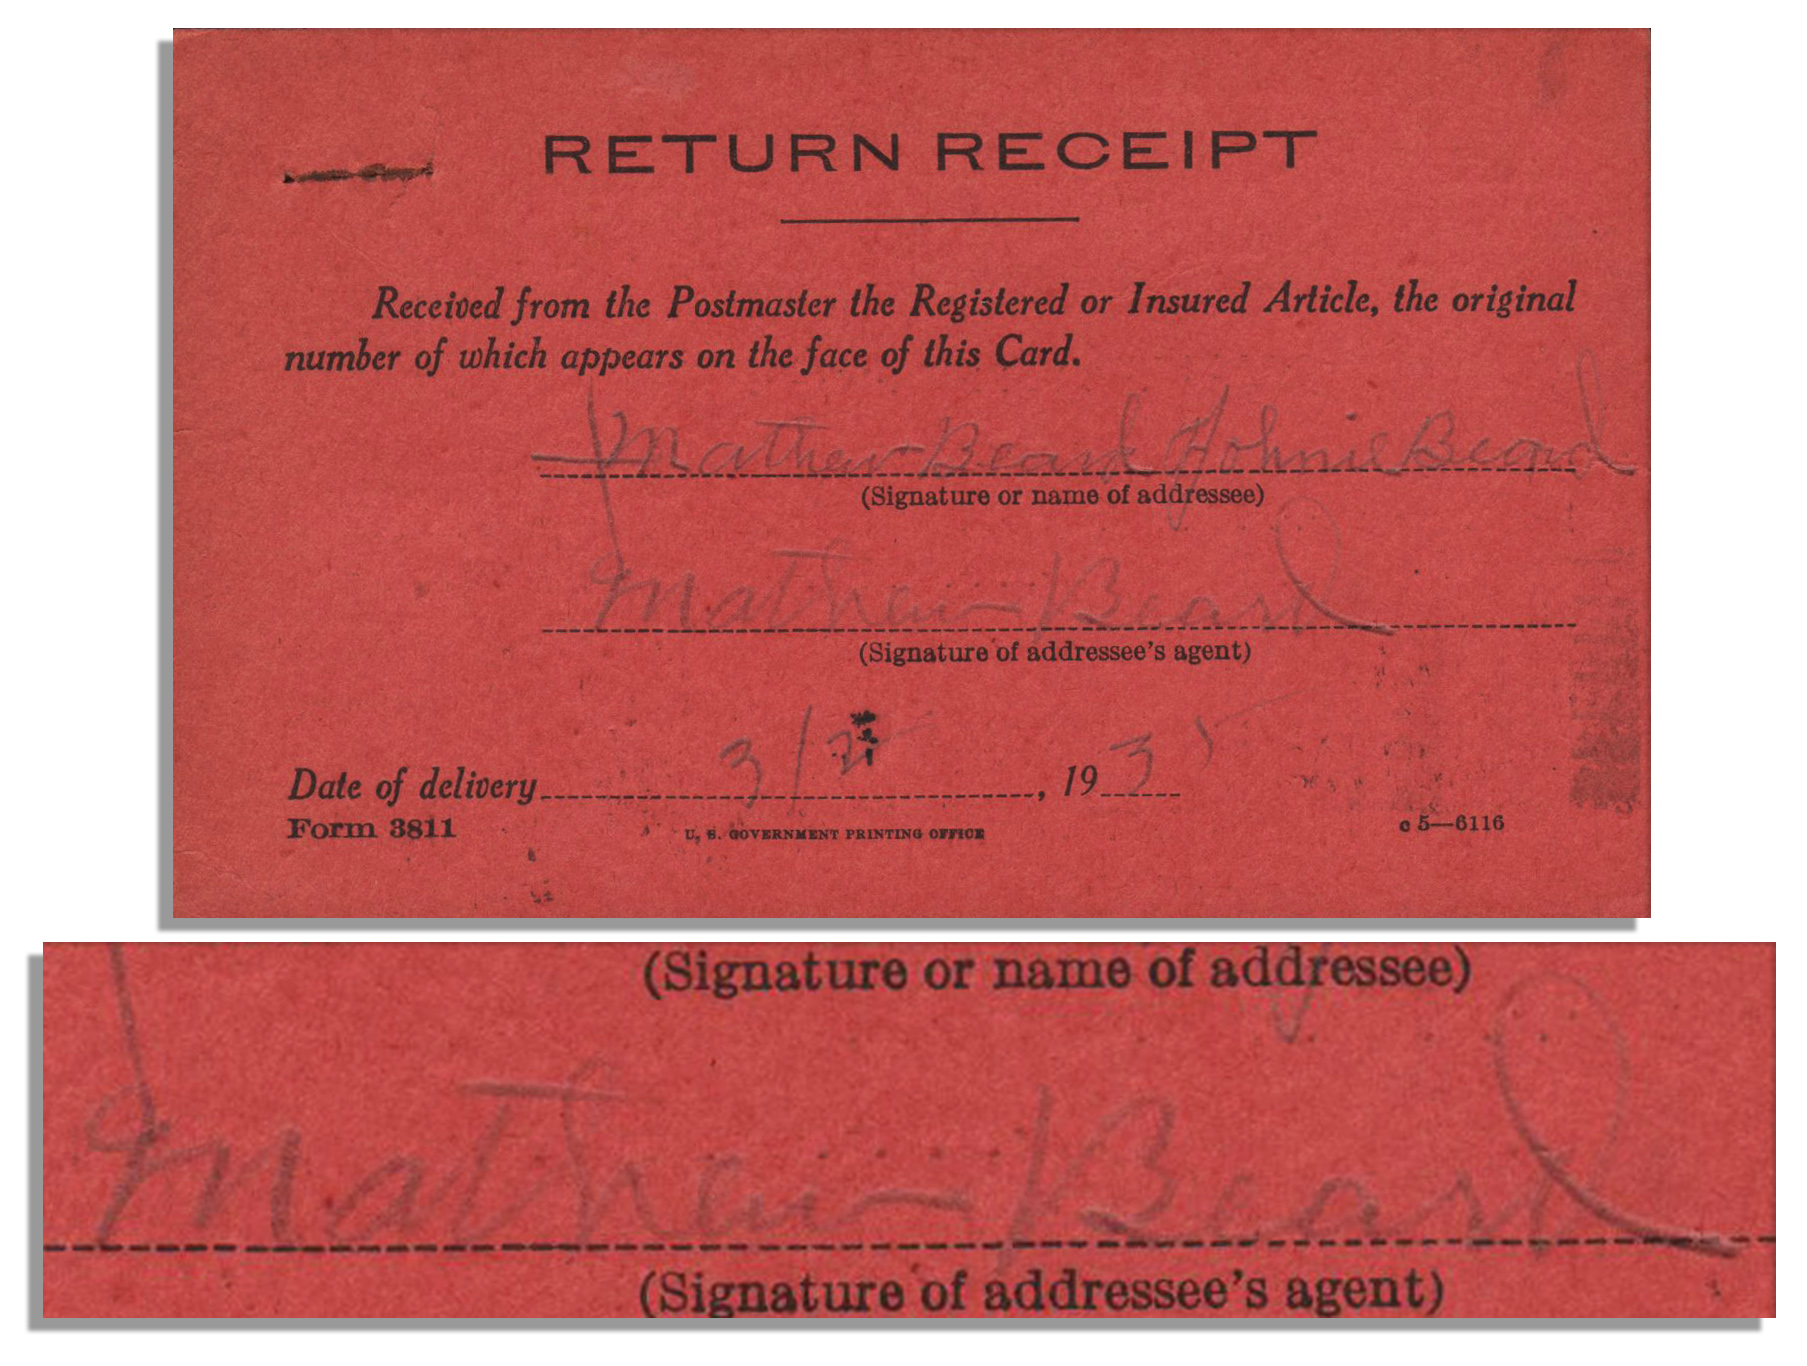 RETURN RECEIPT
Received from the Postmaster the Registered or Insured Article, the original
number of which appears on the face of this Card.
Mathew Beard Johnie Beard
(Signature or name of addressee)
Mathew Beard
(Signature of addressee's agent)
Date of delivery 3/2, 1935
Form 3811
U. S. GOVERNMENT PRINTING OFFICE
c5—6116
(Signature or name of addressee)
Mathew Beard
(Signature of addressee's agent)